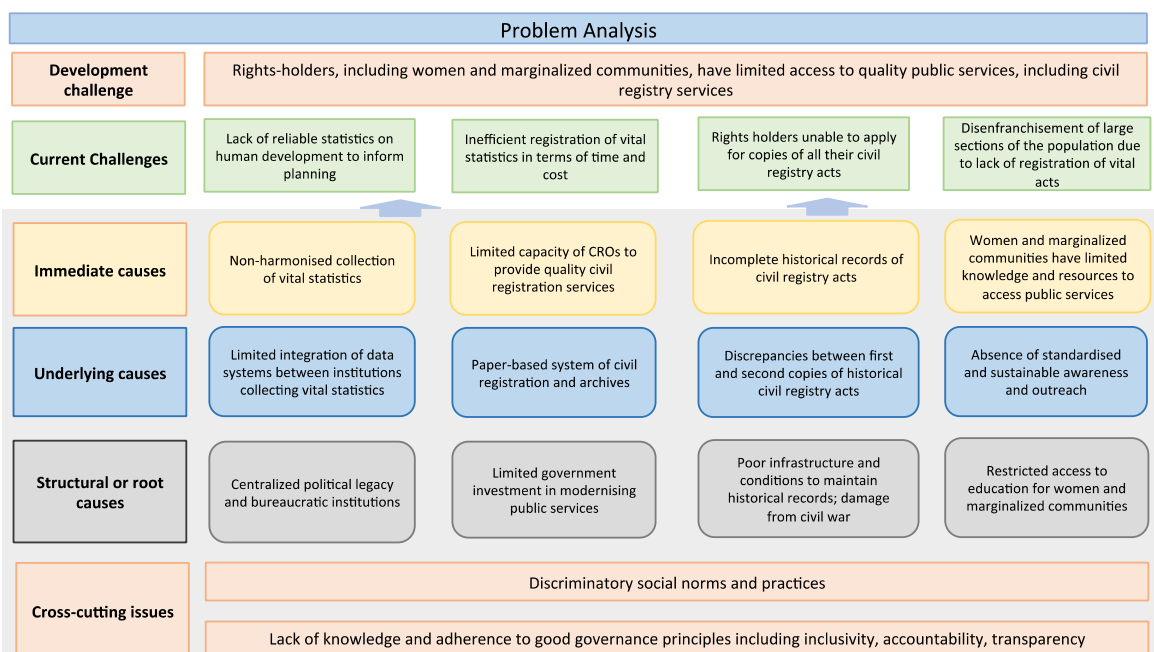 Problem Analysis
Development
challenge
Rights-holders, including women and marginalized communities, have limited access to quality public services, including civil
registry services
Current Challenges
Lack of reliable statistics on
human development to inform
planning
Inefficient registration of vital
statistics in terms of time and
cost
Rights holders unable to apply
for copies of all their civil
registry acts
Disenfranchisement of large
sections of the population due
to lack of registration of vital
acts
Immediate causes
Non-harmonised collection
of vital statistics
Limited capacity of CROs to
provide quality civil
registration services
Incomplete historical records of
civil registry acts
Women and marginalized
communities have limited
knowledge and resources to
access public services
Underlying causes
Limited integration of data
systems between institutions
collecting vital statistics
Paper-based system of civil
registration and archives
Discrepancies between first
and second copies of historical
civil registry acts
Absence of standardised
and sustainable awareness
and outreach
Structural or root
causes
Centralized political legacy
and bureaucratic institutions
Limited government
investment in modernising
public services
Poor infrastructure and
conditions to maintain
historical records; damage
from civil war
Restricted access to
education for women and
marginalized communities
Cross-cutting issues
Discriminatory social norms and practices
Lack of knowledge and adherence to good governance principles including inclusivity, accountability, transparency